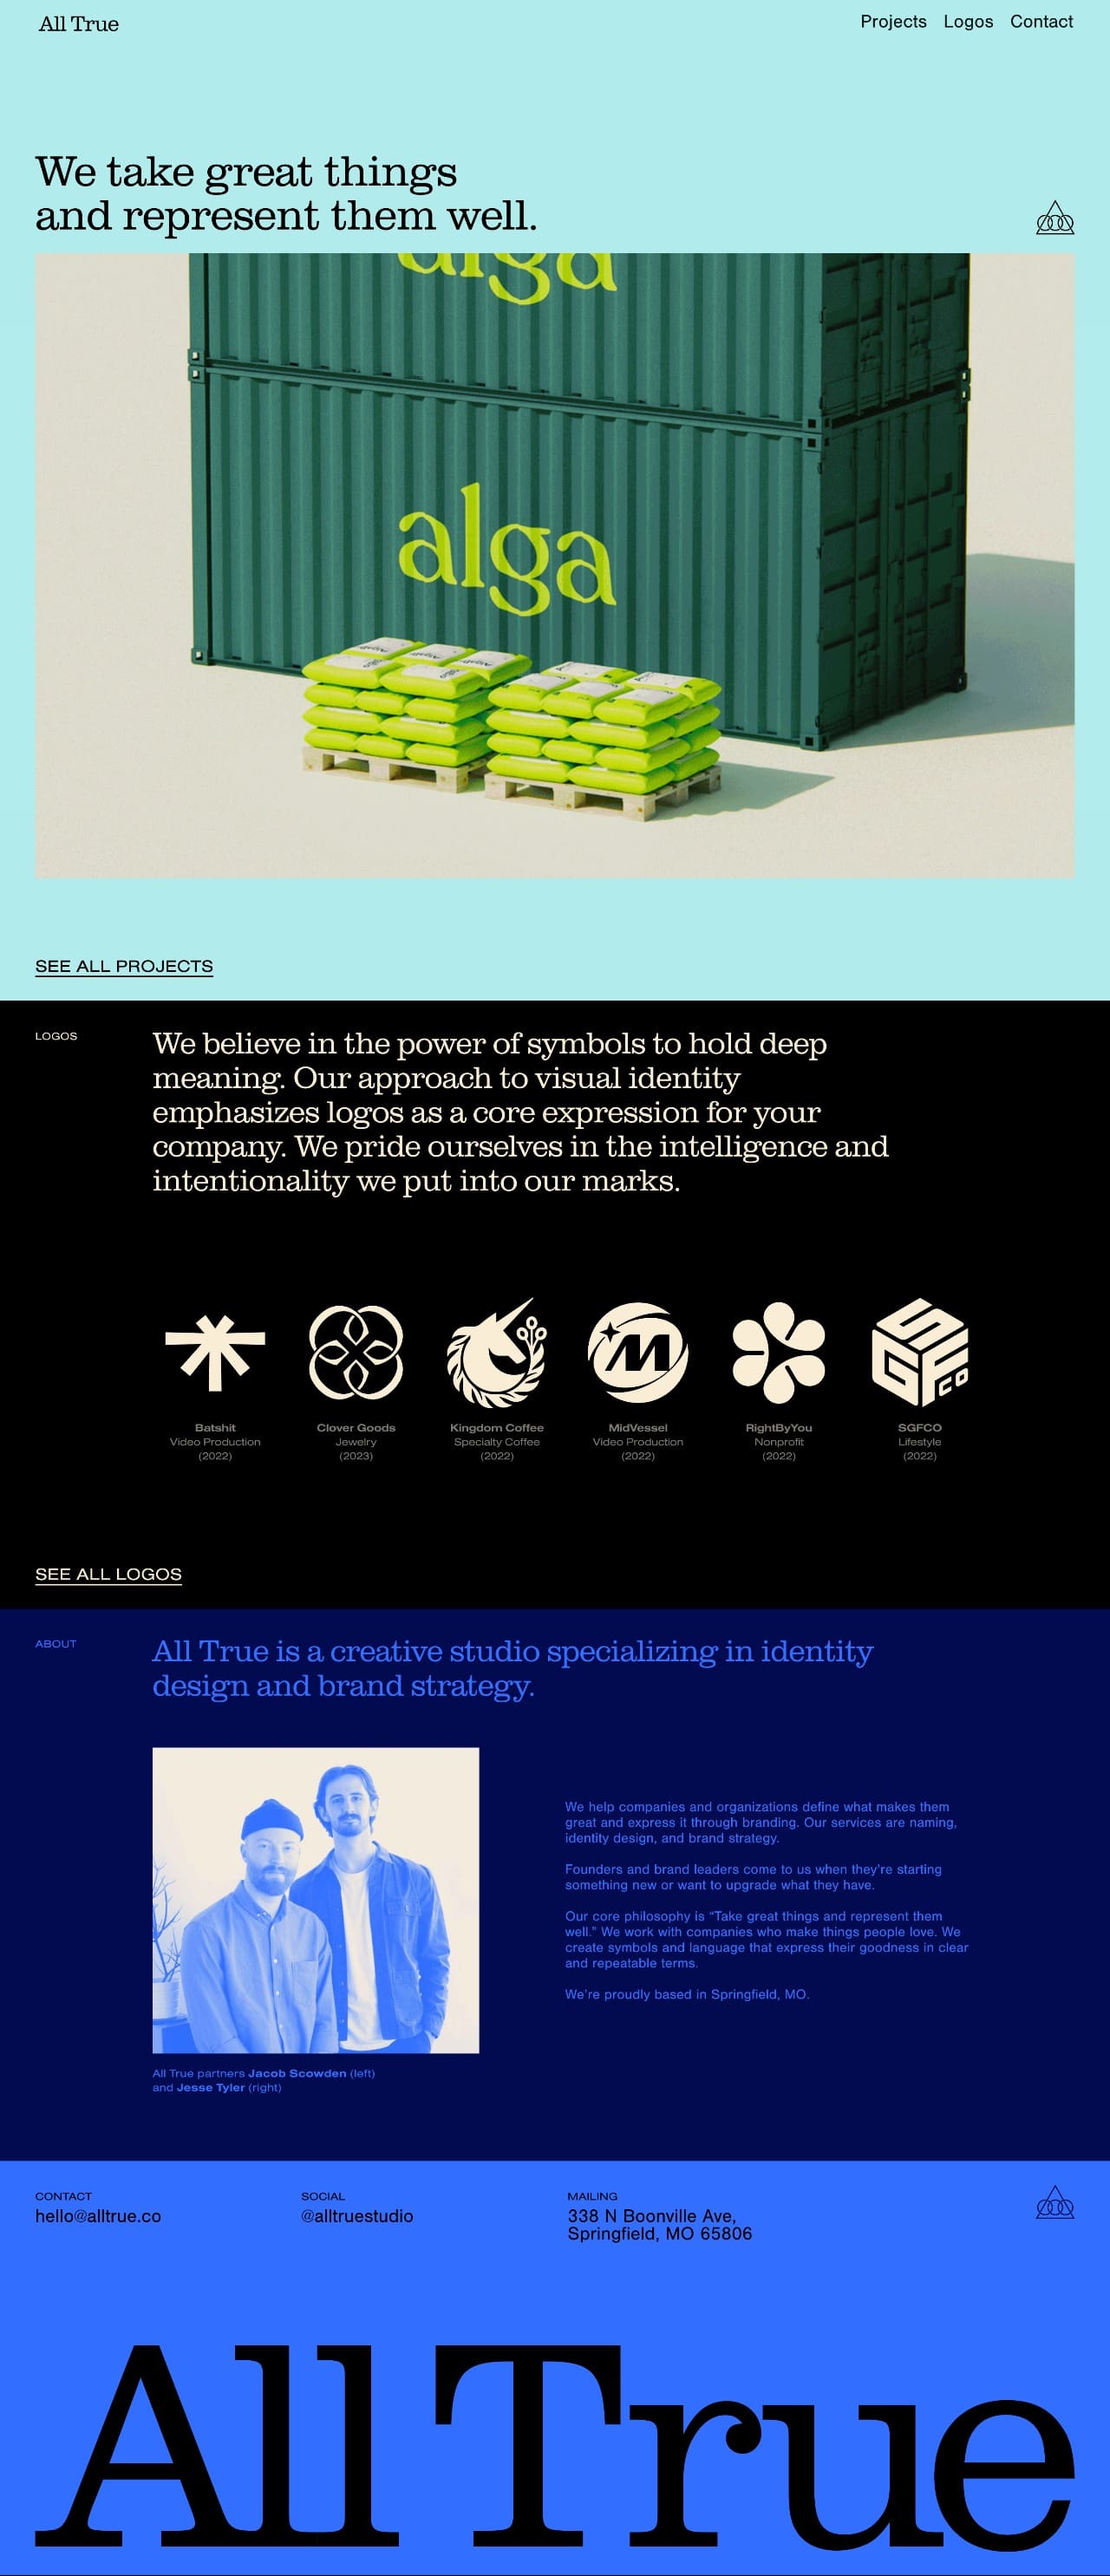 All True
Projects Logos Contact
We take great things
and represent them well.
alga
alga
SEE ALL PROJECTS
LOGOS
We believe in the power of symbols to hold deep
meaning. Our approach to visual identity
emphasizes logos as a core expression for your
company. We pride ourselves in the intelligence and
intentionality we put into our marks.
M
SGFCO
Batshit
Video Production
(2022)
Clover Goods
Jewelry
(2023)
Kingdom Coffee
Specialty Coffee
(2022)
MidVessel
Video Production
(2022)
RightByYou
Nonprofit
(2022)
SGFCO
Lifestyle
(2022)
SEE ALL LOGOS
ABOUT
All True is a creative studio specializing in identity
design and brand strategy.
We help companies and organizations define what makes them
great and express it through branding. Our services are naming,
identity design, and brand strategy.
Founders and brand leaders come to us when they're starting
something new or want to upgrade what they have.
Our core philosophy is “Take great things and represent them
well.” We work with companies who make things people love. We
create symbols and language that express their goodness in clear
and repeatable terms.
We're proudly based in Springfield, MO.
All True partners Jacob Scowden (left)
and Jesse Tyler (right)
CONTACT
hello@alltrue.co
SOCIAL
@alltruestudio
MAILING
338 N Boonville Ave,
Springfield, MO 65806
All True